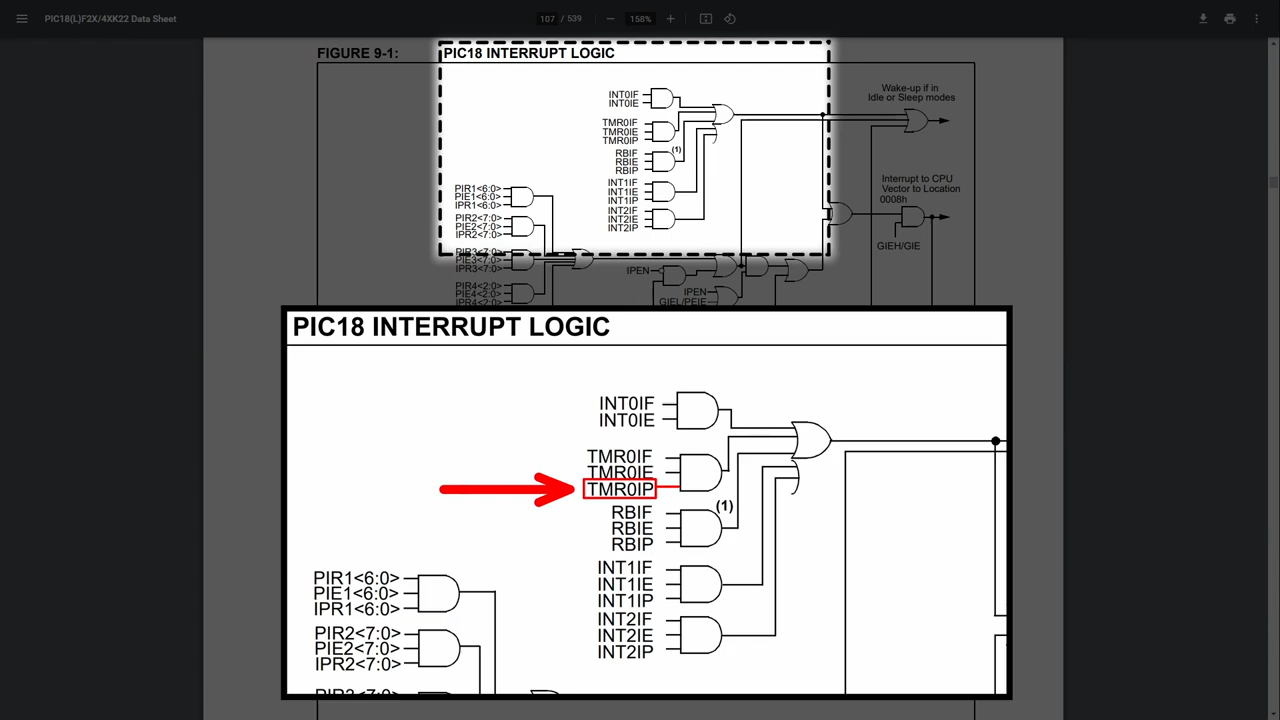 PIC18(L)F2X/4XK22 Data Sheet
107 / 539
158%
FIGURE 9-1:
PIC18 INTERRUPT LOGIC
Wake-up if in
Idle or Sleep modes
INT0IF
INT0IE
TMR0IF
TMR0IE
TMR0IP
(1)
RBIF
RBIE
RBIP
INT1IF
INT1IE
INT1IP
INT2IF
INT2IE
INT2IP
Interrupt to CPU
Vector to Location
0008h
GIEH/GIE
PIR1<6:0>
PIE1<6:0>
IPR1<6:0>
PIR2<7:0>
PIE2<7:0>
IPR2<7:0>
PIR3<7:0>
PIE3<7:0>
IPR3<7:0>
PIR4<2:0>
PIE4<2:0>
IPR4<2:0>
IPEN
IPEN
GIEL/PEIE
PIC18 INTERRUPT LOGIC
INT0IF
INT0IE
TMR0IF
TMR0IE
TMR0IP
(1)
RBIF
RBIE
RBIP
INT1IF
INT1IE
INT1IP
INT2IF
INT2IE
INT2IP
PIR1<6:0>
PIE1<6:0>
IPR1<6:0>
PIR2<7:0>
PIE2<7:0>
IPR2<7:0>
PIR3<7:0>